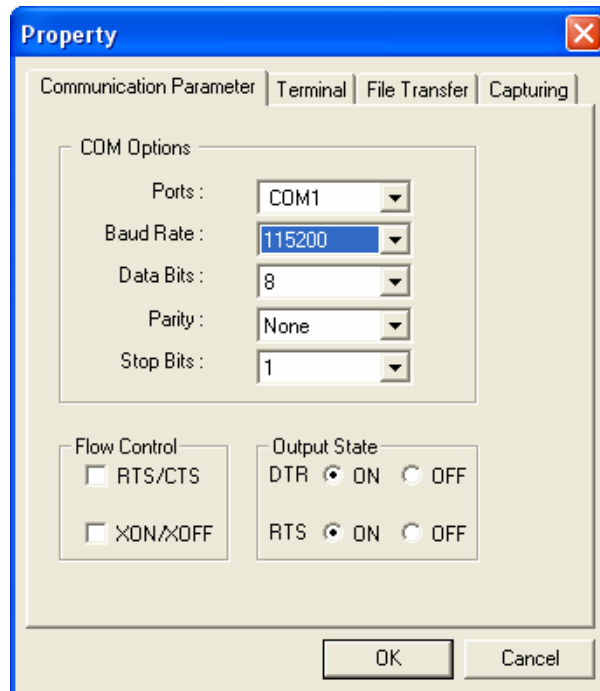 Property
Communication Parameter Terminal File Transfer Capturing
COM Options
Ports : COM1
Baud Rate : 115200
Data Bits : 8
Parity : None
Stop Bits : 1
Flow Control
RTS/CTS
XON/XOFF
Output State
DTR ON OFF
RTS ON OFF
OK Cancel